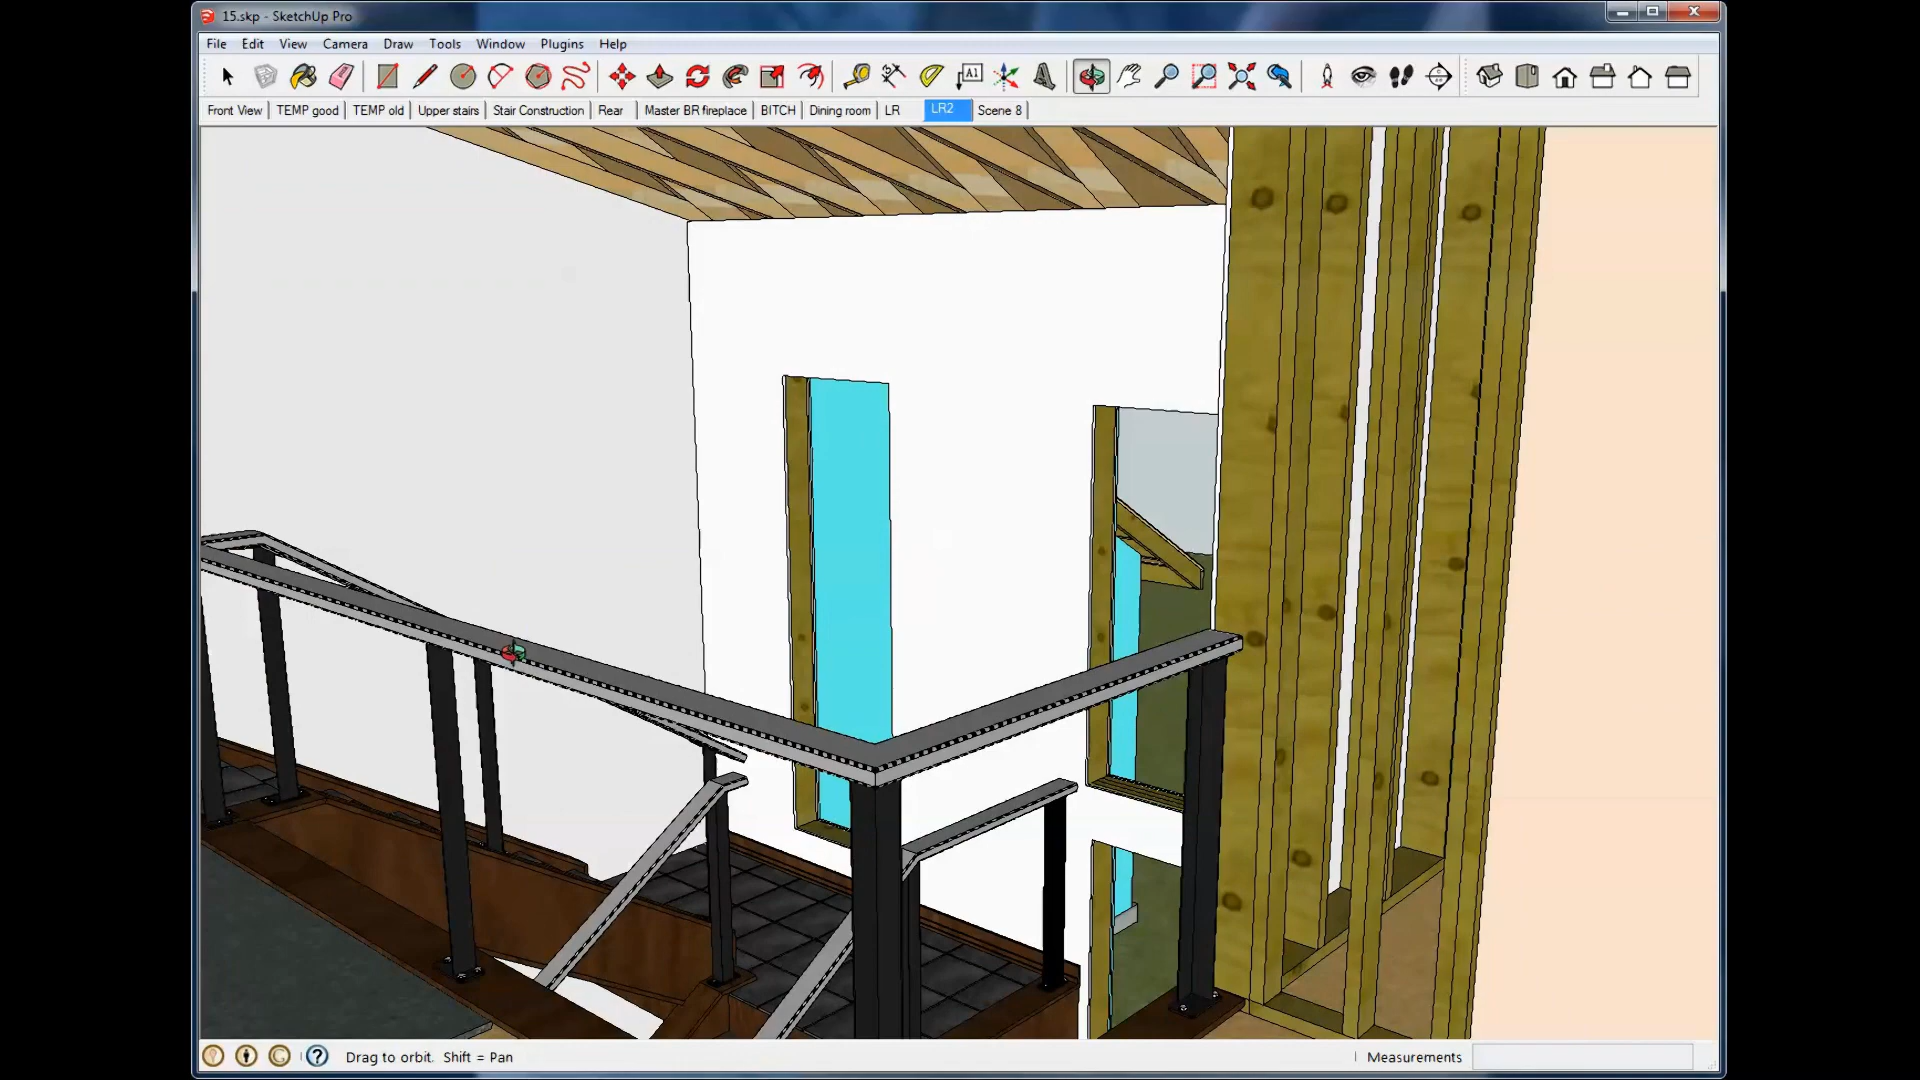 15.skp - SketchUp Pro
File Edit View Camera Draw Tools Window Plugins Help
A1
Front View TEMP good TEMP old Upper stairs Stair Construction Rear Master BR fireplace BITCH Dining room LR LR2 Scene 8
Drag to orbit. Shift = Pan Measurements